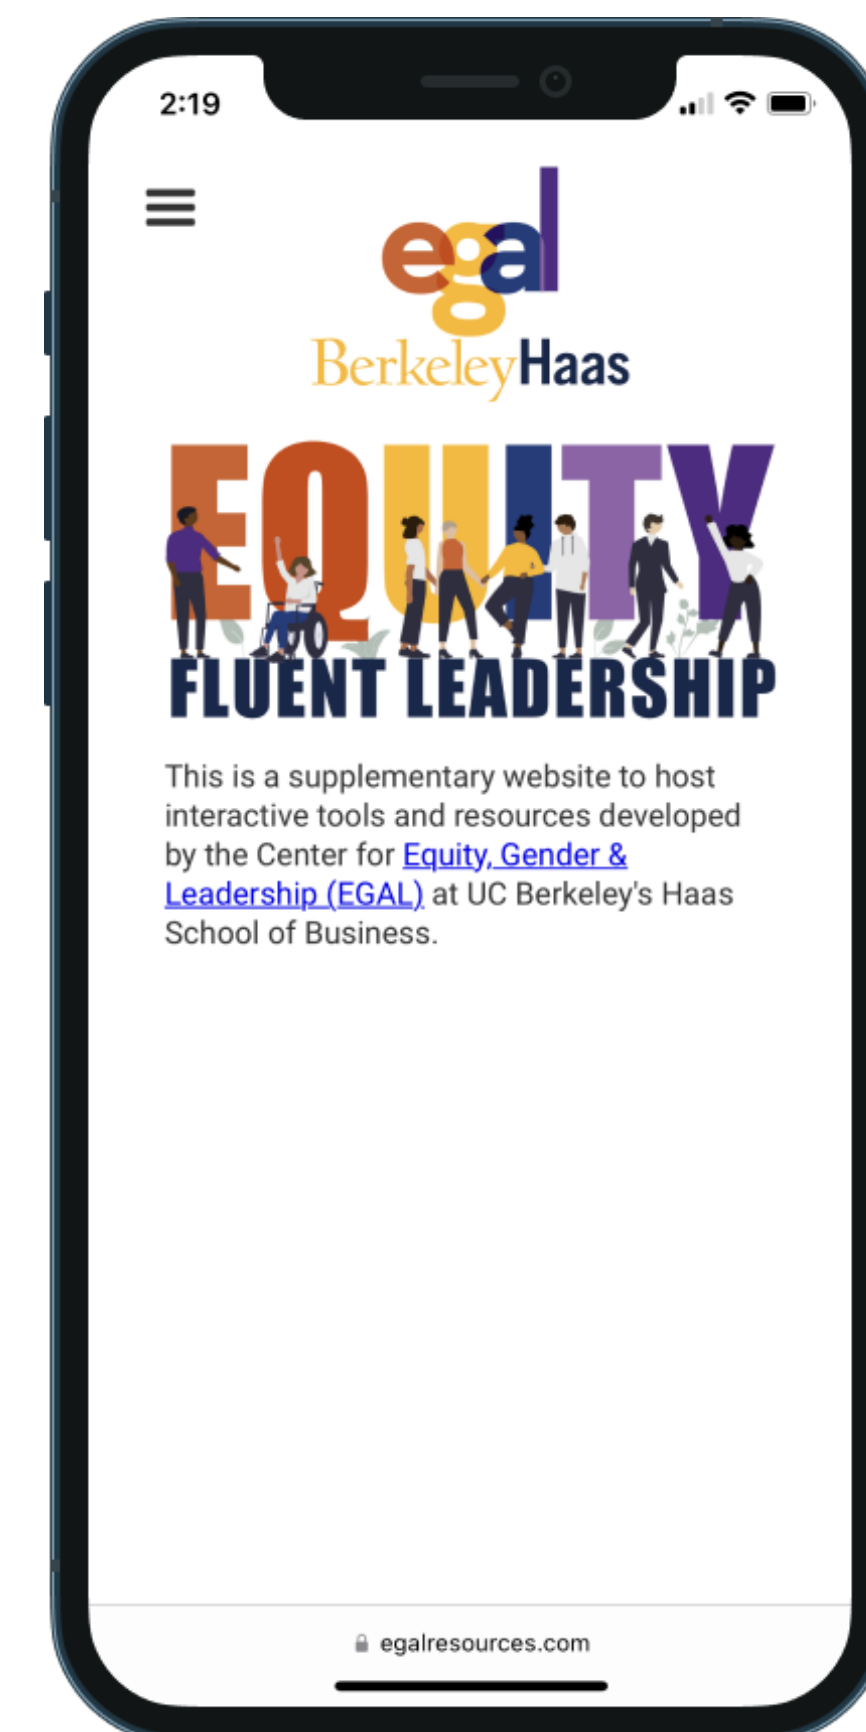 2:19
egal
BerkeleyHaas
EQUITY
FLUENT LEADERSHIP
This is a supplementary website to host
interactive tools and resources developed
by the Center for Equity, Gender &
Leadership (EGAL) at UC Berkeley's Haas
School of Business.
egalresources.com